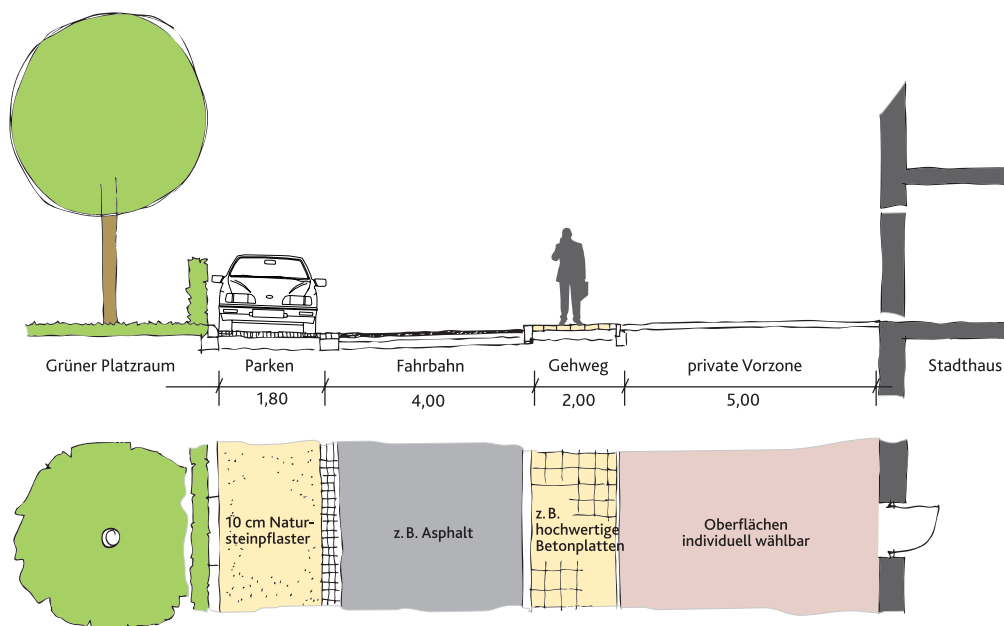 Grüner Platzraum
Parken
Fahrbahn
Gehweg
private Vorzone
Stadthaus
1,80
4,00
2,00
5,00
10 cm Natur-
steinpflaster
z. B. Asphalt
z. B.
hochwertige
Betonplatten
Oberflächen
individuell wählbar